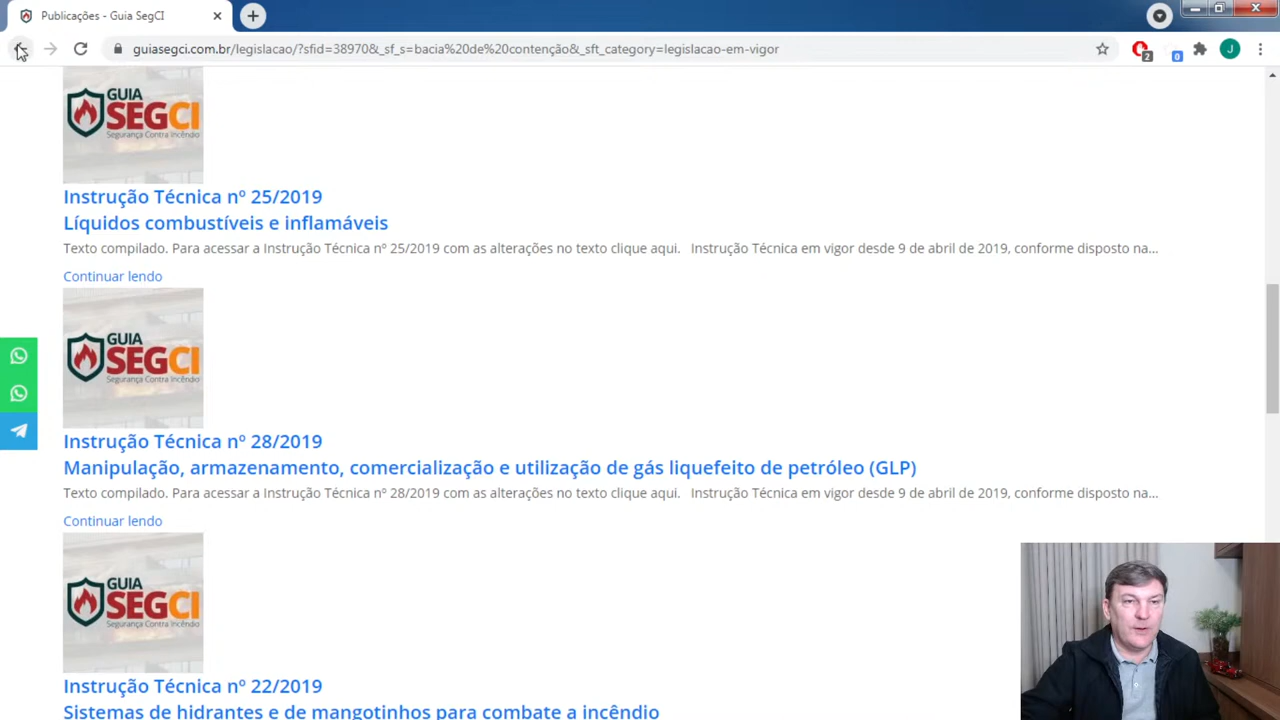 Publicações - Guia SegCI
guiasegci.com.br/legislacao/?sfid=38970&_sf_s=bacia%20de%20contenção&_sft_category=legislacao-em-vigor
J
2
0
GUIA
SEGCI
Segurança Contra Incêndio
Instrução Técnica nº 25/2019
Líquidos combustíveis e inflamáveis
Texto compilado. Para acessar a Instrução Técnica nº 25/2019 com as alterações no texto clique aqui. Instrução Técnica em vigor desde 9 de abril de 2019, conforme disposto na...
Continuar lendo
GUIA
SEGCI
Segurança Contra Incêndio
Instrução Técnica nº 28/2019
Manipulação, armazenamento, comercialização e utilização de gás liquefeito de petróleo (GLP)
Texto compilado. Para acessar a Instrução Técnica nº 28/2019 com as alterações no texto clique aqui. Instrução Técnica em vigor desde 9 de abril de 2019, conforme disposto na...
Continuar lendo
GUIA
SEGCI
Segurança Contra Incêndio
Instrução Técnica nº 22/2019
Sistemas de hidrantes e de mangotinhos para combate a incêndio